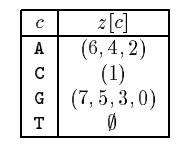 c z[c]
A (6,4,2)
C (1)
G (7,5,3,0)
T ∅